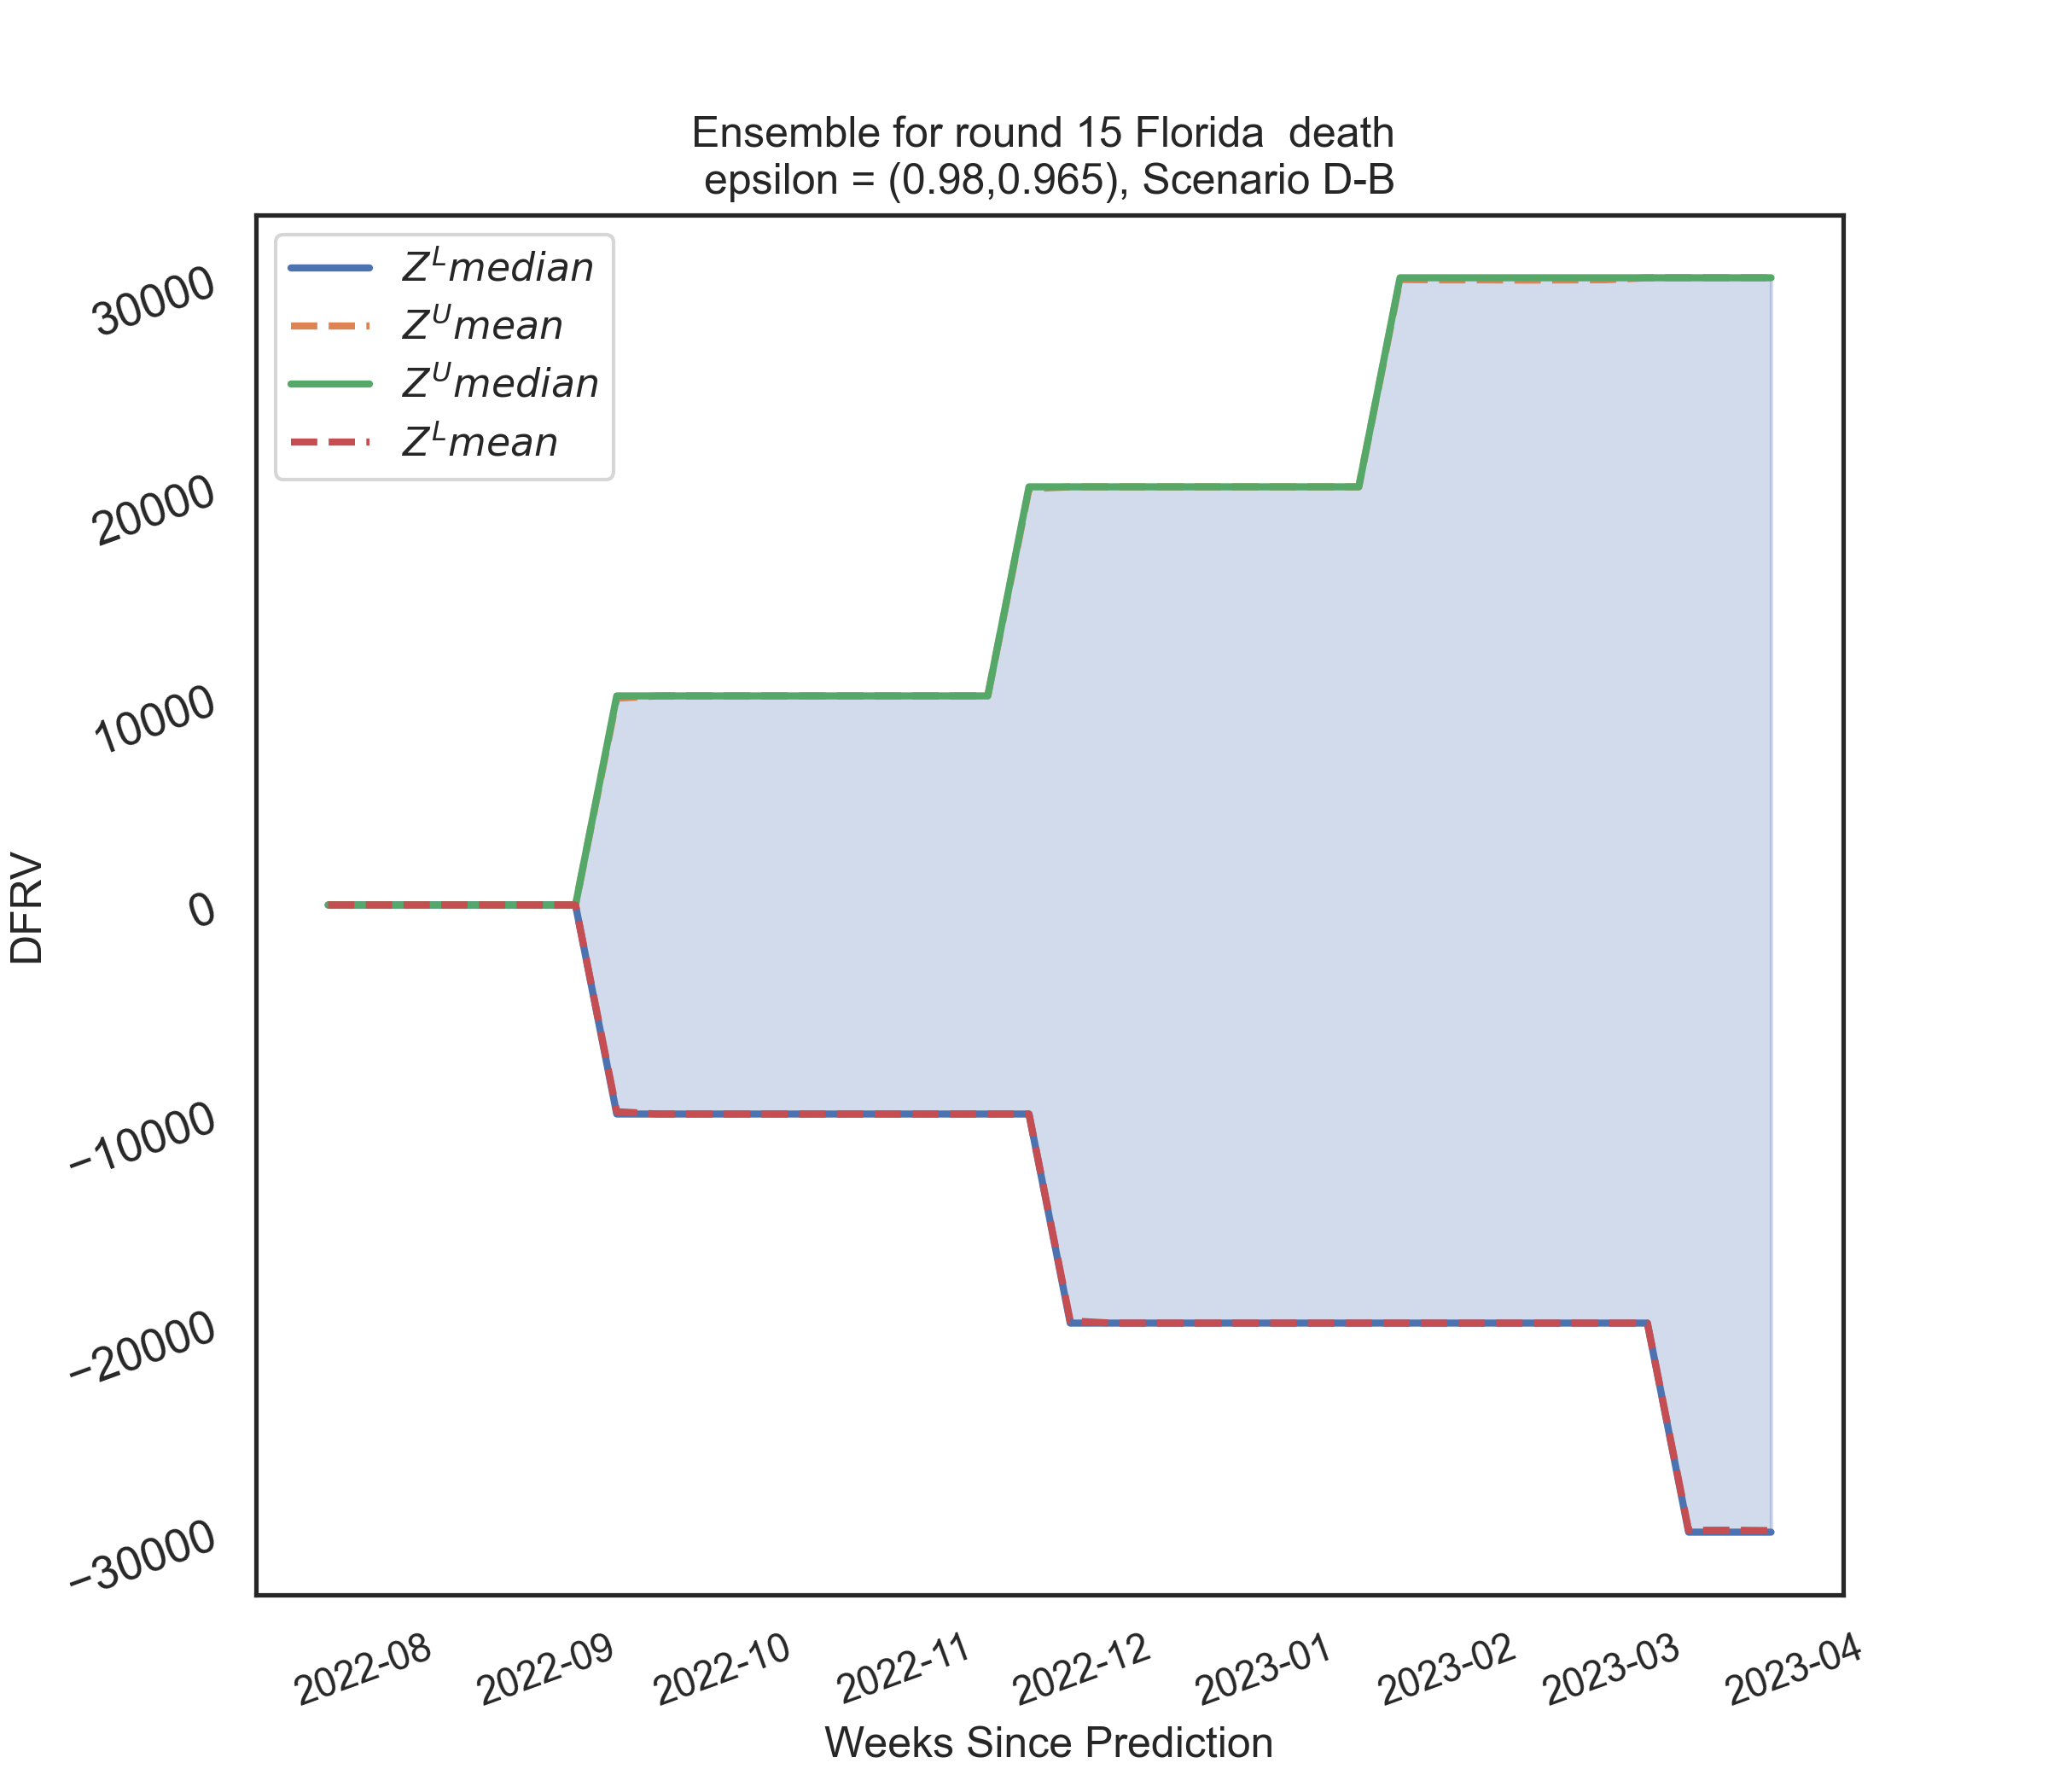 Ensemble for round 15 Florida  death
epsilon = (0.98,0.965), Scenario D-B
Z^L median
Z^U mean
Z^U median
Z^L mean
30000
20000
10000
0
−10000
−20000
−30000
DFRV
2022-08
2022-09
2022-10
2022-11
2022-12
2023-01
2023-02
2023-03
2023-04
Weeks Since Prediction